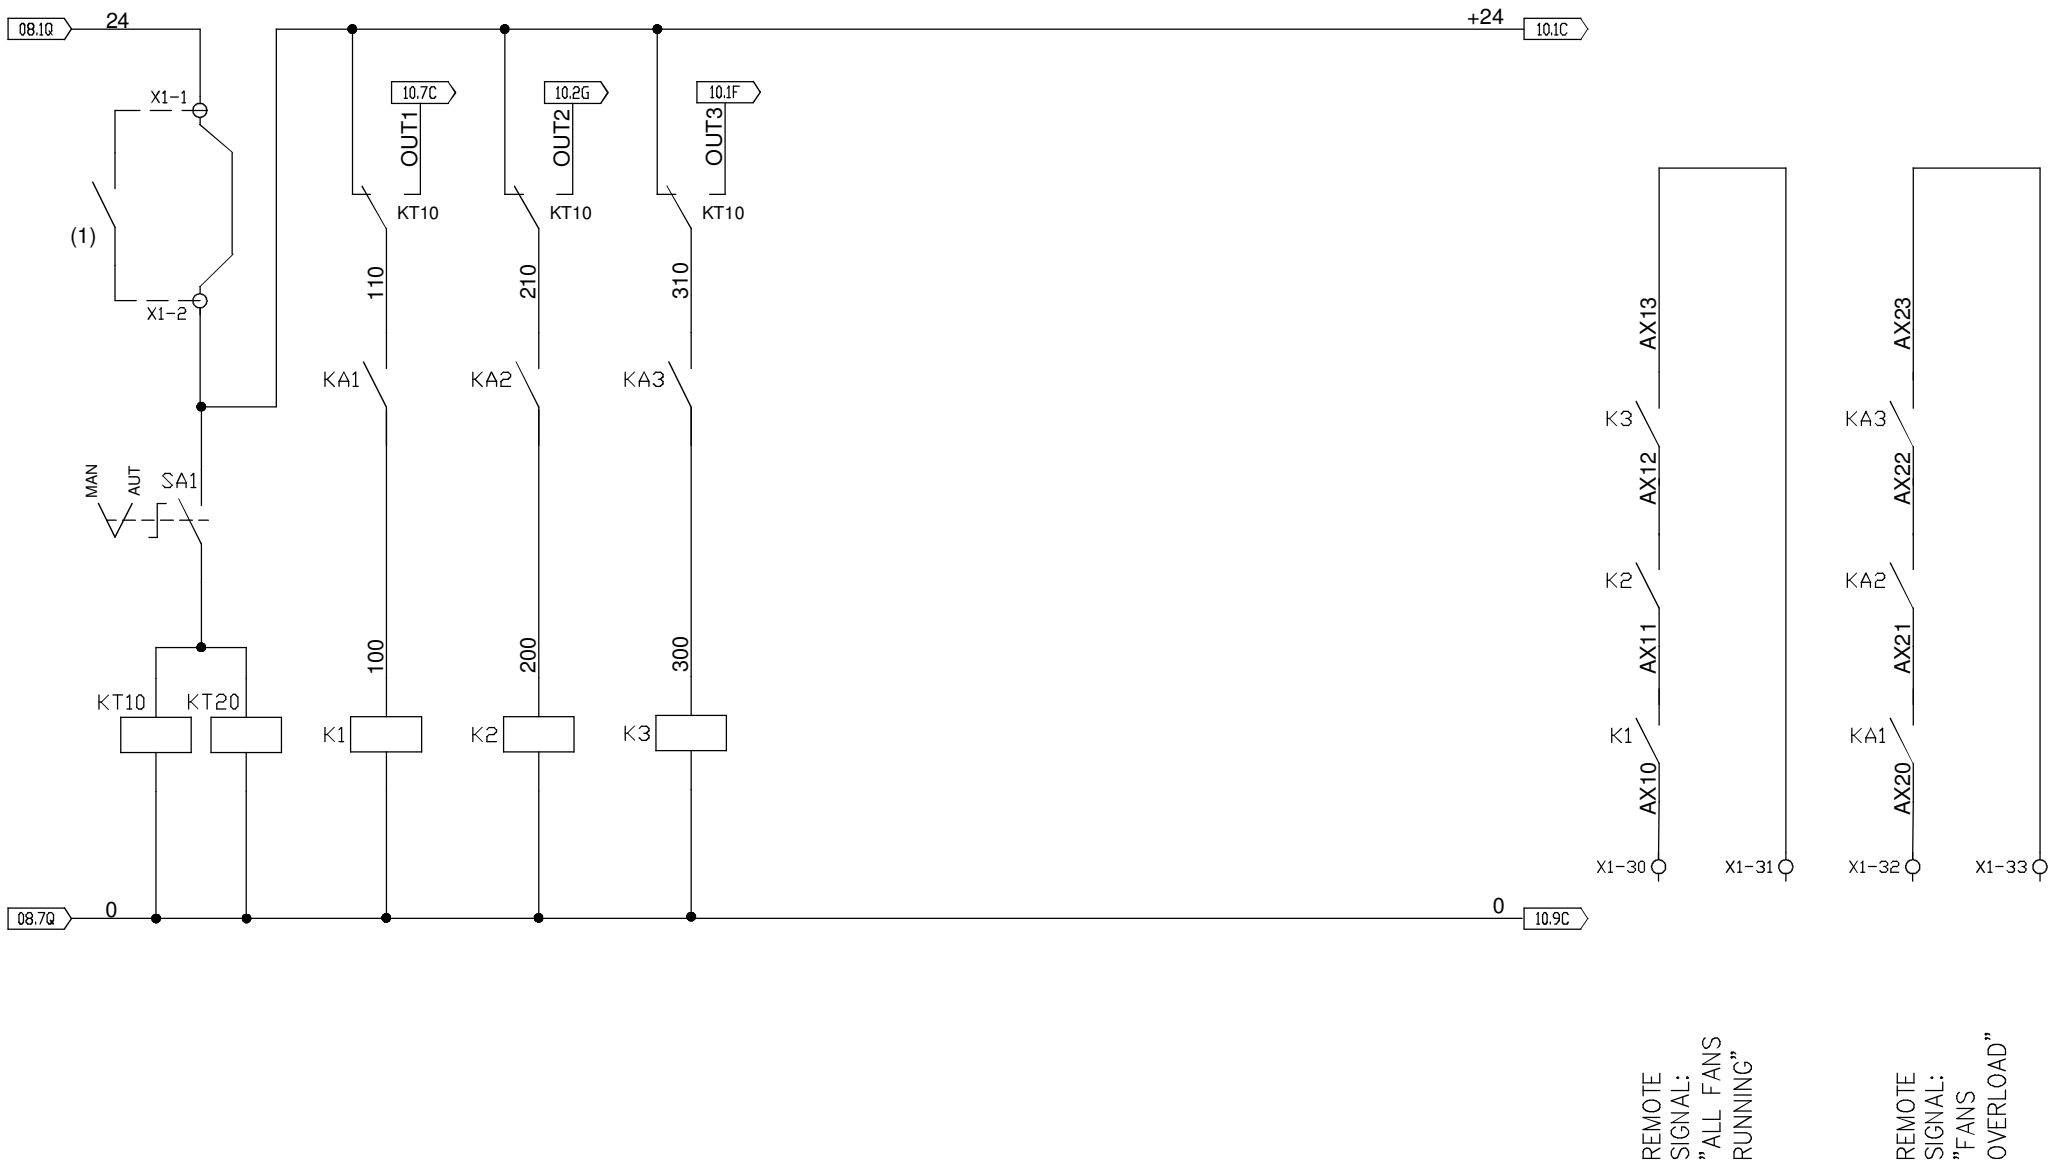 08.1Q
24
+24
10.1C
10.7C
10.2G
10.1F
X1-1
OUT1
OUT2
OUT3
KT10
KT10
KT10
(1)
110
210
310
X1-2
AX13
AX23
KA1
KA2
KA3
K3
KA3
MAN
AUT
SA1
AX12
AX22
K2
KA2
100
200
300
AX11
AX21
KT10
KT20
K1
K2
K3
K1
KA1
AX10
AX20
X1-30
X1-31
X1-32
X1-33
08.7Q
0
0
10.9C
REMOTE
SIGNAL:
"ALL FANS
RUNNING"
REMOTE
SIGNAL:
"FANS
OVERLOAD"